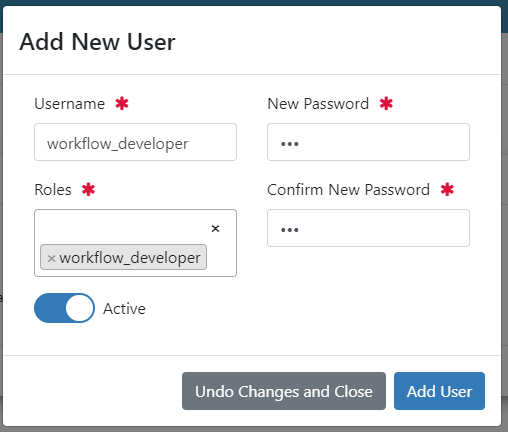 Add New User
Username ✱ New Password ✱
workflow_developer •••
Roles ✱ Confirm New Password ✱
× •••
× workflow_developer
Active
Undo Changes and Close Add User